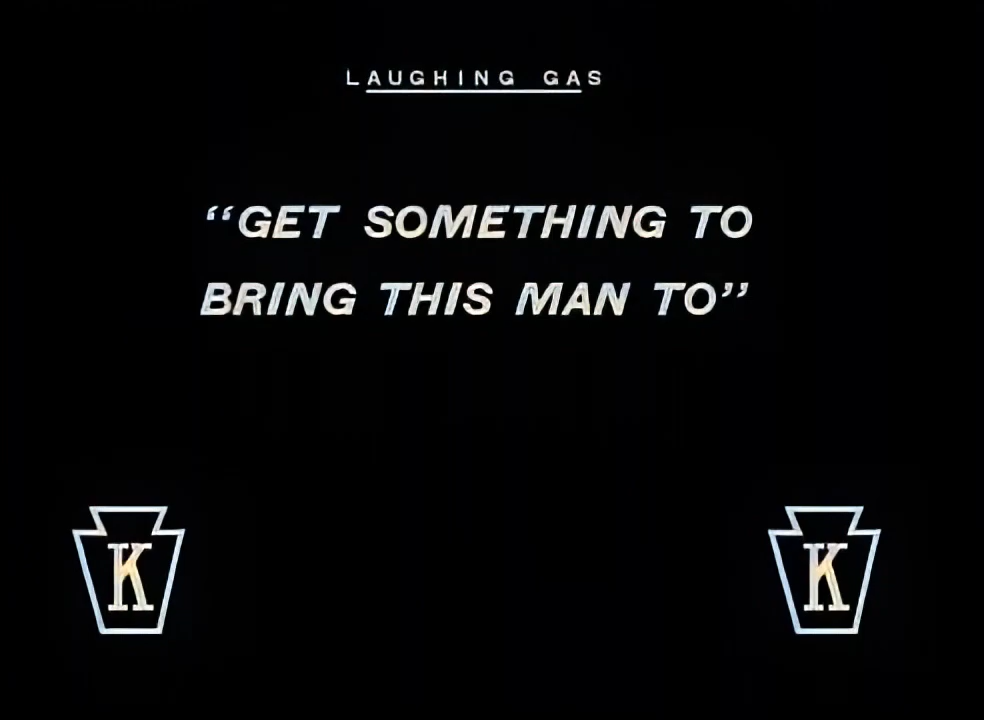 LAUGHING GAS
“GET SOMETHING TO
BRING THIS MAN TO”
K K